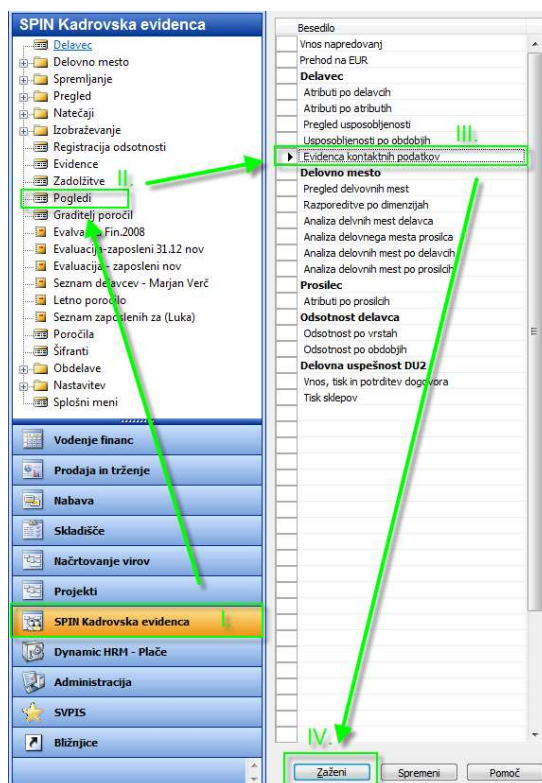 SPIN Kadrovska evidenca
Delavec
Delovno mesto
Spremljanje
Pregled
Natečaji
Izobraževanje
Registracija odsotnosti
Evidence
Zadolžitve
II.
Pogledi
Graditelj poročil
Fin.2008
Evaluacija-zaposleni 31.12 nov
Evaluacija - zaposleni nov
Seznam delavcev - Marjan Verč
Letno poročilo
Seznam zaposlenih za (Luka)
Poročila
Šifranti
Obdelave
Nastavitev
Splošni meni
Vodenje financ
Prodaja in trženje
Nabava
Skladišče
Načrtovanje virov
Projekti
SPIN Kadrovska evidenca
I.
Dynamic HRM - Plače
Administracija
SVPIS
Bližnjice
Besedilo
Vnos napredovanj
Prehod na EUR
Delavec
Atributi po delavcih
Atributi po atributih
Pregled usposobljenosti
III.
Usposobljenosti po obdobjih
Evidenca kontaktnih podatkov
Delovno mesto
Pregled delovnih mest
Razporeditve po dimenzijah
Analiza delvnih mest delavca
Analiza delovnega mesta prosilca
Analiza delovnih mest po delavcih
Analiza delovnih mest po prosilcih
Prosilec
Atributi po prosilcih
Odsotnost delavca
Odsotnost po vrstah
Odsotnost po obdobjih
Delovna uspešnost DU2
Vnos, tisk in potrditev dogovora
Tisk sklepov
IV.
Zaženi
Spremeni
Pomoč